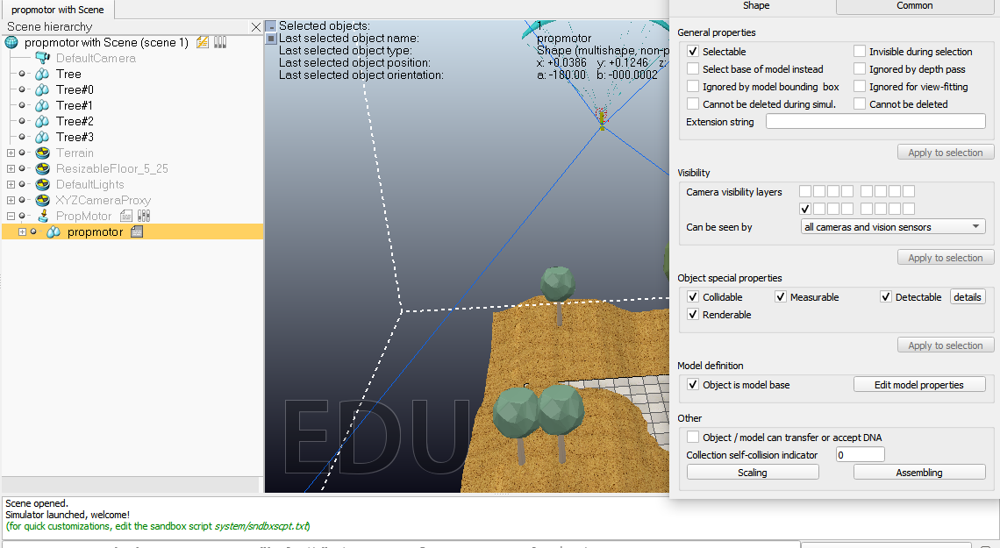 propmotor with Scene
Scene hierarchy
propmotor with Scene (scene 1)
DefaultCamera
Tree
Tree#0
Tree#1
Tree#2
Tree#3
Terrain
ResizableFloor_5_25
DefaultLights
XYZCameraProxy
PropMotor
propmotor
Selected objects: 1
Last selected object name: propmotor
Last selected object type: Shape (multishape, non-p
Last selected object position: x: +0.0386 y: +0.1246 z:
Last selected object orientation: a: -180.00 b: -000.0002
EDU
Shape
Common
General properties
Selectable
Invisible during selection
Select base of model instead
Ignored by depth pass
Ignored by model bounding box
Ignored for view-fitting
Cannot be deleted during simul.
Cannot be deleted
Extension string
Apply to selection
Visibility
Camera visibility layers
Can be seen by
all cameras and vision sensors
Apply to selection
Object special properties
Collidable
Measurable
Detectable
details
Renderable
Apply to selection
Model definition
Object is model base
Edit model properties
Other
Object / model can transfer or accept DNA
Collection self-collision indicator
0
Scaling
Assembling
Scene opened.
Simulator launched, welcome!
(for quick customizations, edit the sandbox script system/sndbxscpt.txt)